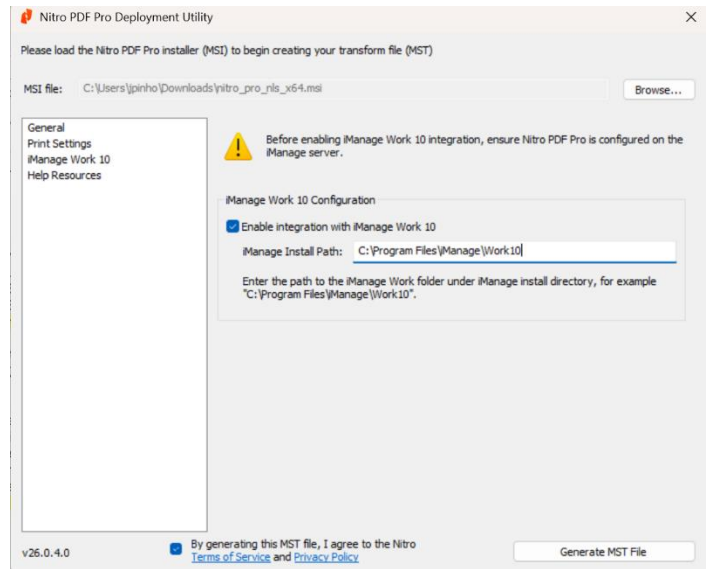 Nitro PDF Pro Deployment Utility
Please load the Nitro PDF Pro installer (MSI) to begin creating your transform file (MST)
MSI file: C:\Users\jpinho\Downloads\nitro_pro_nls_x64.msi Browse...
General
Print Settings
iManage Work 10
Help Resources
Before enabling iManage Work 10 integration, ensure Nitro PDF Pro is configured on the
iManage server.
iManage Work 10 Configuration
Enable integration with iManage Work 10
iManage Install Path: C:\Program Files\iManage\Work10
Enter the path to the iManage Work folder under iManage install directory, for example
"C:\Program Files\iManage\Work10".
v26.0.4.0
By generating this MST file, I agree to the Nitro
Terms of Service and Privacy Policy
Generate MST File